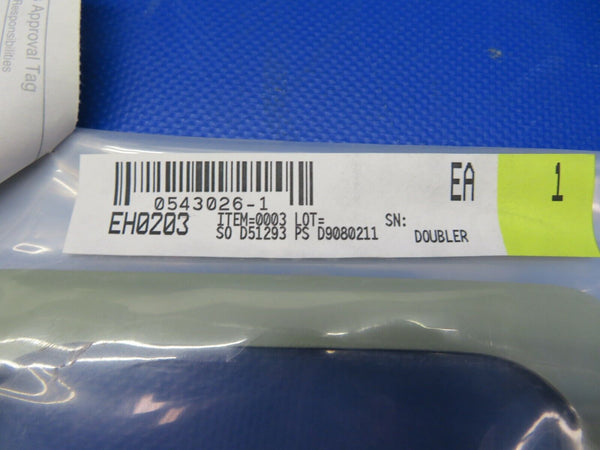 Approval Tag
Responsibilities
0543026-1
EA 1
EH0203 ITEM=0003 LOT= SN:
SO D51293 PS D9080211 DOUBLER